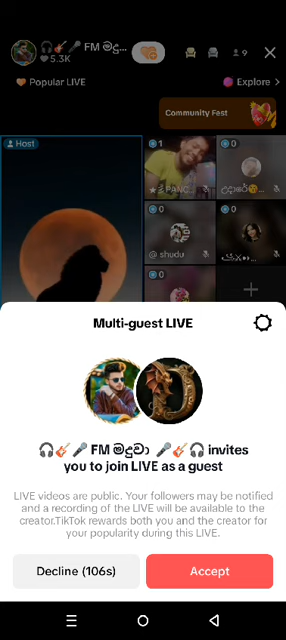 🎧🎸🎤 FM මදු...
5.3K
9
Popular LIVE
Explore >
Community Fest
Host
1
0
0
0
0
@ shudu
Multi-guest LIVE
🎧🎸🎤 FM මදුවා 🎤🎸🎧 invites
you to join LIVE as a guest
LIVE videos are public. Your followers may be notified
and a recording of the LIVE will be available to the
creator.TikTok rewards both you and the creator for
your popularity during this LIVE.
Decline (106s)
Accept